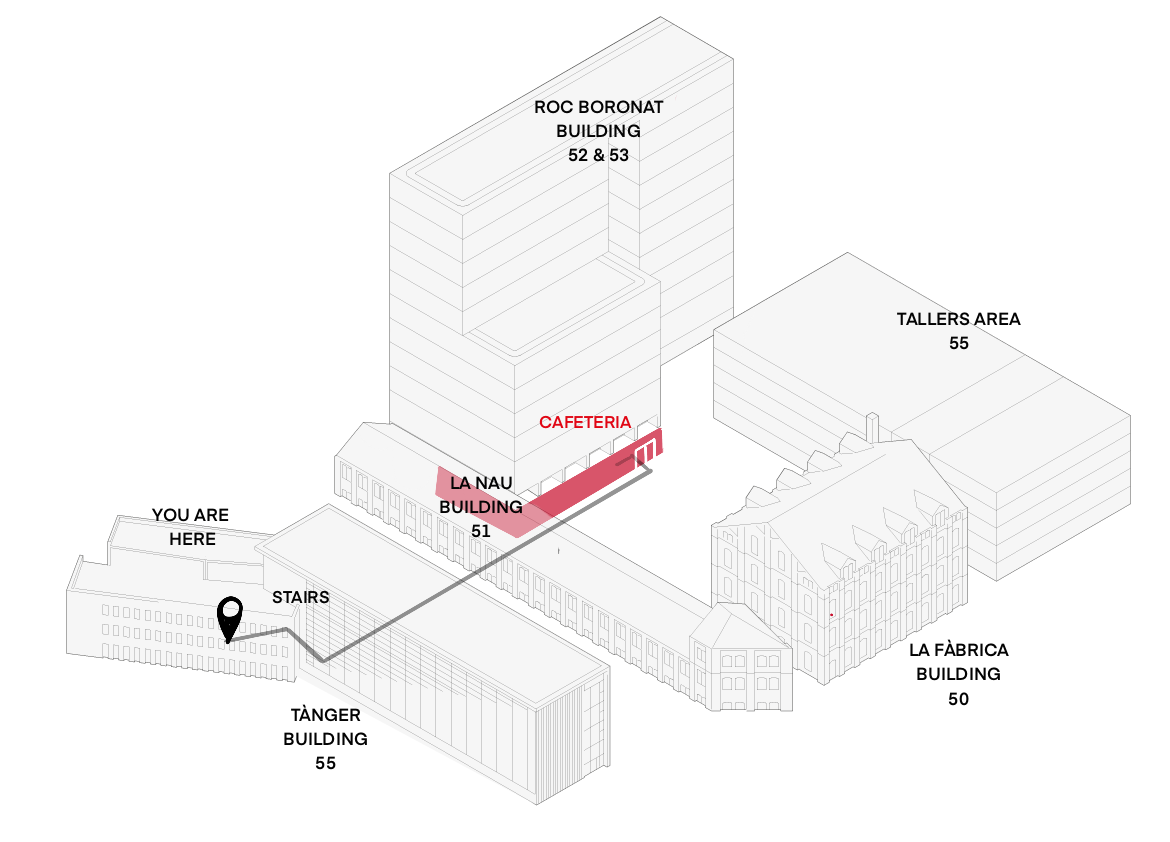 ROC BORONAT
BUILDING
52 & 53
TALLERS AREA
55
CAFETERIA
LA NAU
BUILDING
51
YOU ARE
HERE
STAIRS
LA FÀBRICA
BUILDING
50
TÀNGER
BUILDING
55